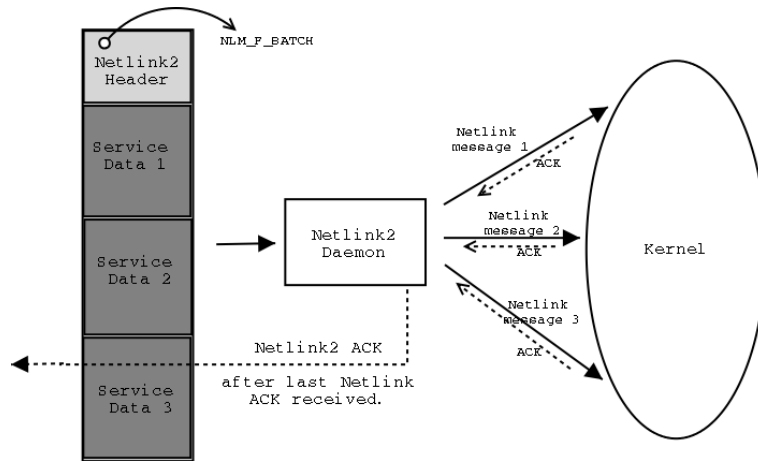 NLM_F_BATCH
Netlink2
Header
Service
Data 1
Service
Data 2
Service
Data 3
Netlink2
Daemon
Netlink
message 1
ACK
Netlink
message 2
ACK
Netlink
message 3
ACK
Kernel
Netlink2 ACK
after last Netlink
ACK received.